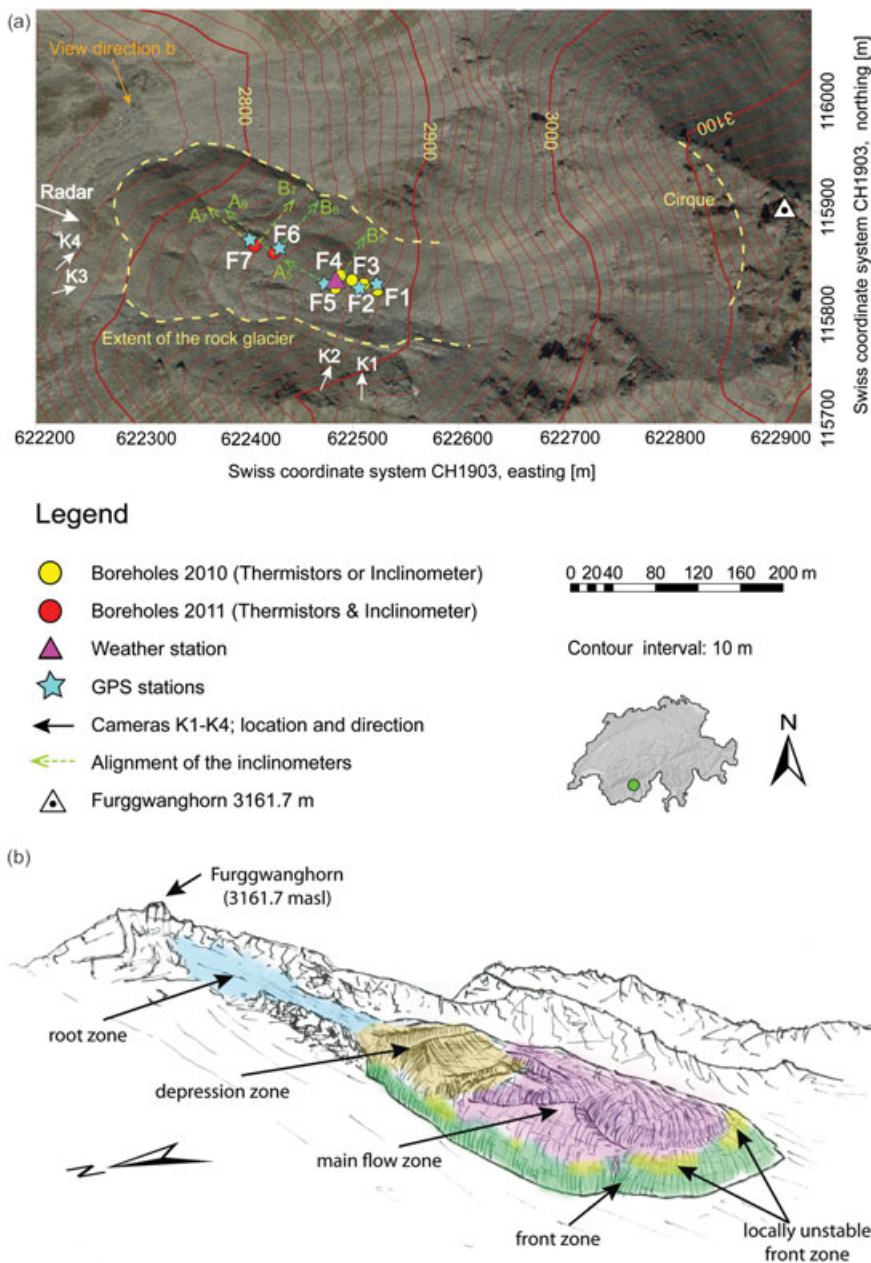 (a)
View direction b
2800
2900
3000
3100
Cirque
Radar
K4
K3
A7
A6
B7
B6
B5
A5
F7
F6
F5
F4
F3
F2
F1
Extent of the rock glacier
K2
K1
622200 622300 622400 622500 622600 622700 622800 622900
Swiss coordinate system CH1903, easting [m]
115700 115800 115900 116000
Swiss coordinate system CH1903, northing [m]
Legend
Boreholes 2010 (Thermistors or Inclinometer)
Boreholes 2011 (Thermistors & Inclinometer)
Weather station
GPS stations
Cameras K1-K4; location and direction
Alignment of the inclinometers
Furggwanghorn 3161.7 m
0 20 40 80 120 160 200 m
Contour interval: 10 m
N
(b)
Furggwanghorn
(3161.7 masl)
root zone
depression zone
main flow zone
front zone
locally unstable
front zone
N